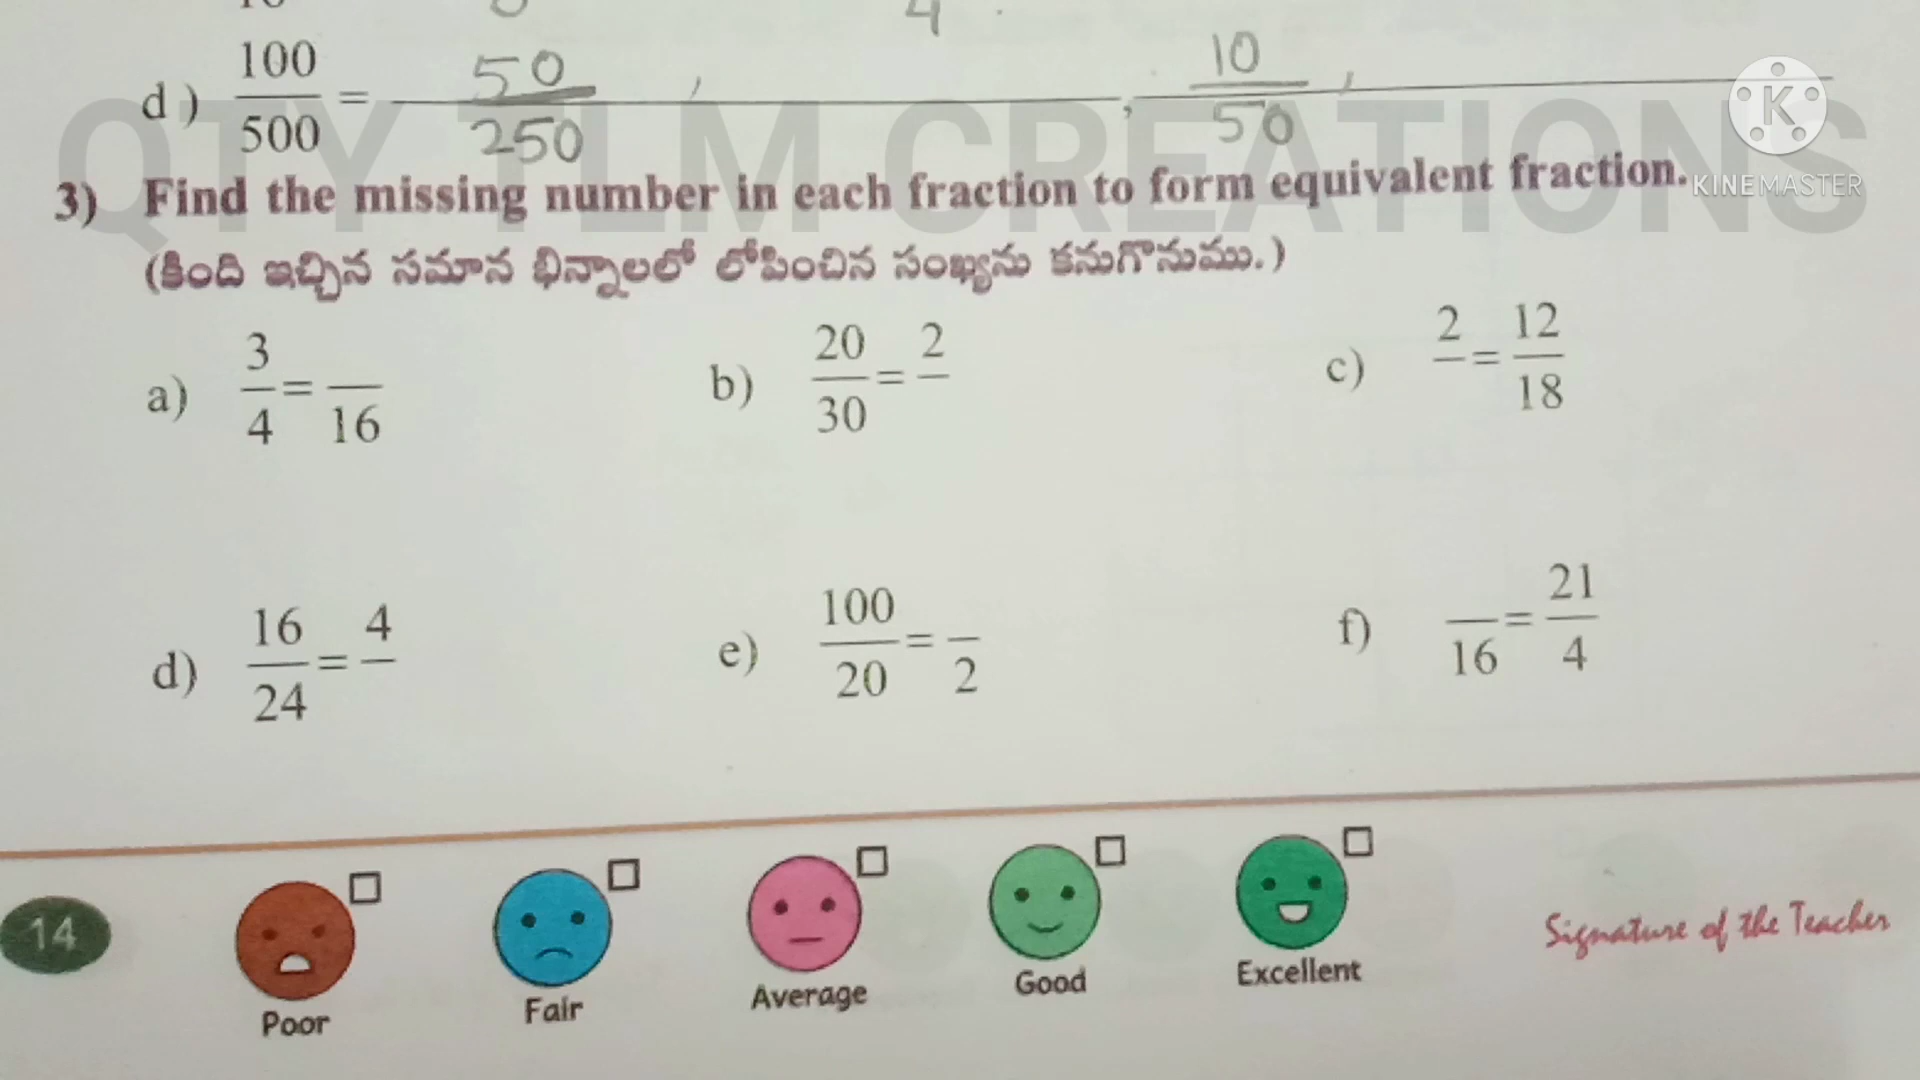 4
d) 100/500 = 50/250 , , 10/50 ,
QTY TLM CREATIONS
K
KINEMASTER
3) Find the missing number in each fraction to form equivalent fraction.
(కింది ఇచ్చిన సమాన భిన్నాలలో లోపించిన సంఖ్యను కనుగొనుము.)
a) 3/4 = /16 b) 20/30 = 2/ c) 2/ = 12/18
d) 16/24 = 4/ e) 100/20 = /2 f) /16 = 21/4
14
Poor Fair Average Good Excellent
Signature of the Teacher